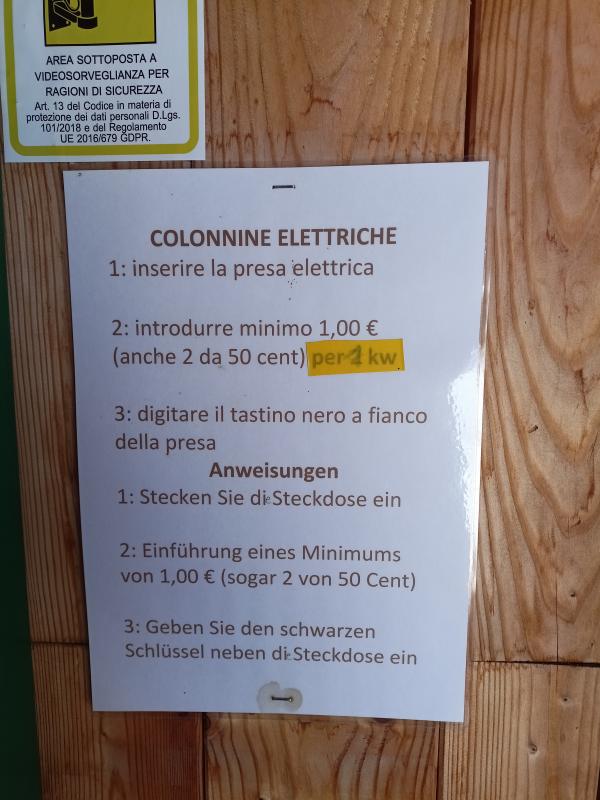 AREA SOTTOPOSTA A
VIDEOSORVEGLIANZA PER
RAGIONI DI SICUREZZA
Art. 13 del Codice in materia di
protezione dei dati personali D.Lgs.
101/2018 e del Regolamento
UE 2016/679 GDPR.
COLONNINE ELETTRICHE
1: inserire la presa elettrica
2: introdurre minimo 1,00 €
(anche 2 da 50 cent) per 1 kw
3: digitare il tastino nero a fianco
della presa
Anweisungen
1: Stecken Sie die Steckdose ein
2: Einführung eines Minimums
von 1,00 € (sogar 2 von 50 Cent)
3: Geben Sie den schwarzen
Schlüssel neben die Steckdose ein